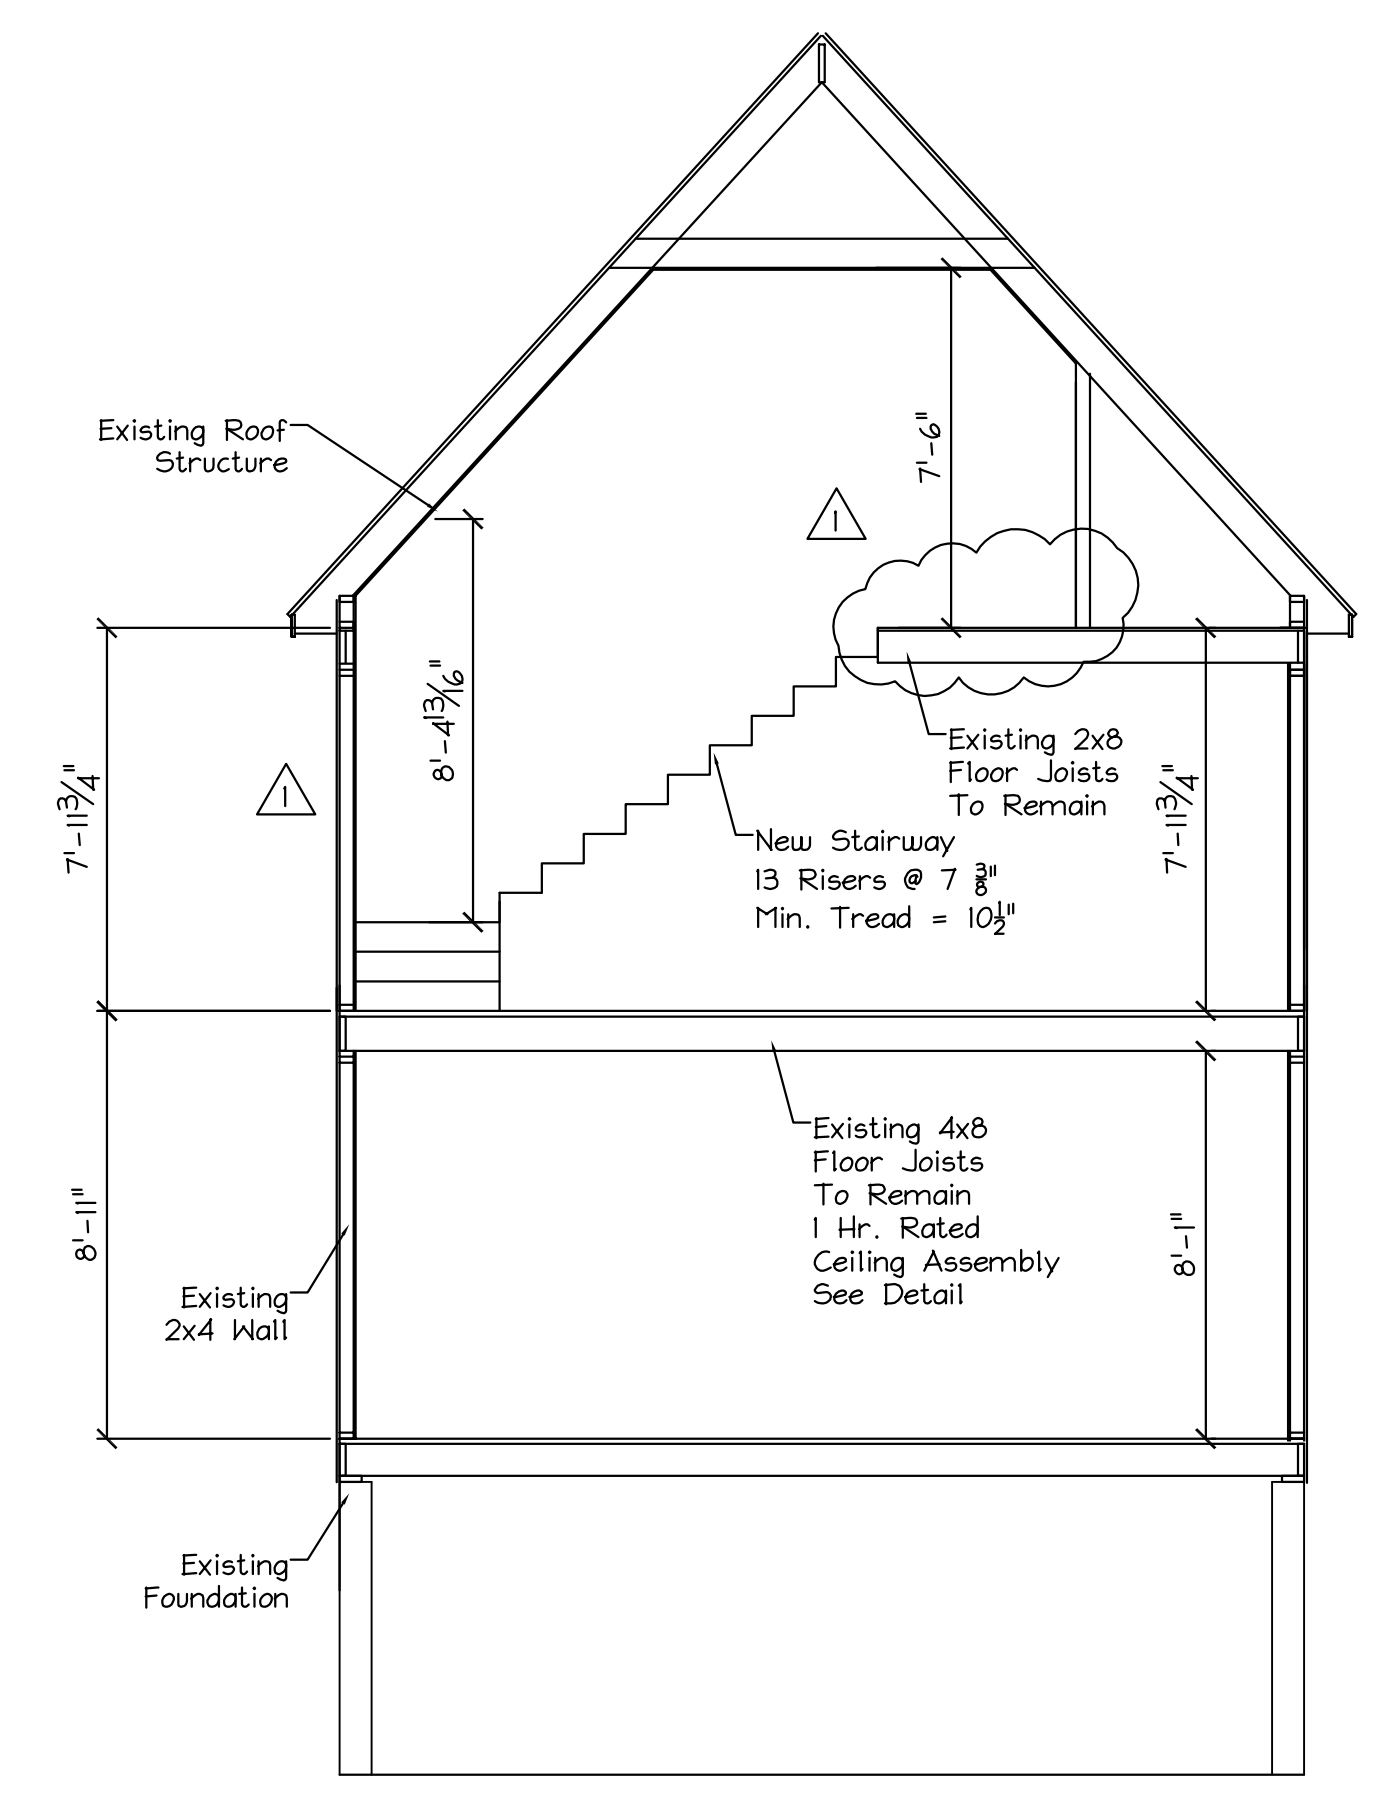 7'-6"
Existing Roof
Structure
1
8'-4 13/16"
Existing 2x8
Floor Joists
To Remain
7'-11 3/4"
1
7'-11 3/4"
New Stairway
13 Risers @ 7 3/8"
Min. Tread = 10 1/2"
Existing 4x8
Floor Joists
To Remain
1 Hr. Rated
Ceiling Assembly
See Detail
8'-11"
8'-1"
Existing
2x4 Wall
Existing
Foundation